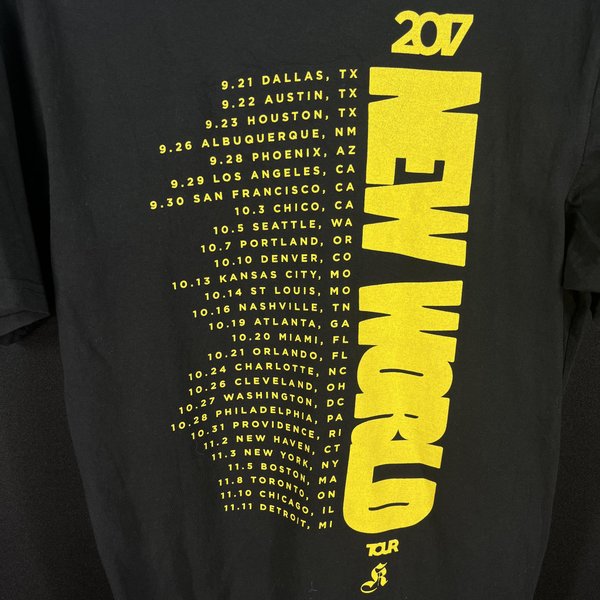 2017
9.21 DALLAS, TX
9.22 AUSTIN, TX
9.23 HOUSTON, TX
9.26 ALBUQUERQUE, NM
9.28 PHOENIX, AZ
9.29 LOS ANGELES, CA
9.30 SAN FRANCISCO, CA
10.3 CHICO, CA
10.5 SEATTLE, WA
10.7 PORTLAND, OR
10.10 DENVER, CO
10.13 KANSAS CITY, MO
10.14 ST LOUIS, MO
10.16 NASHVILLE, TN
10.19 ATLANTA, GA
10.20 MIAMI, FL
10.21 ORLANDO, FL
10.24 CHARLOTTE, NC
10.26 CLEVELAND, OH
10.27 WASHINGTON, DC
10.28 PHILADELPHIA, PA
10.31 PROVIDENCE, RI
11.2 NEW HAVEN, CT
11.3 NEW YORK, NY
11.5 BOSTON, MA
11.8 TORONTO, ON
11.10 CHICAGO, IL
11.11 DETROIT, MI
NEW WORLD
TOUR
K